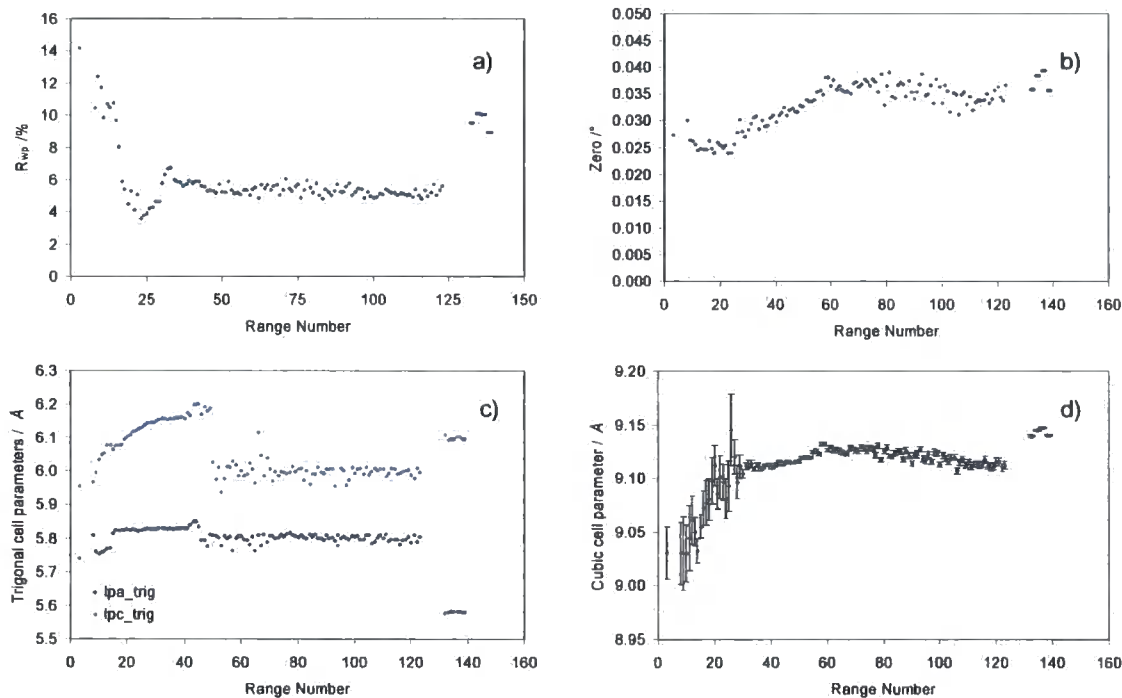 a)
16
14
12
10
8
6
4
2
0
Rwp /%
0 25 50 75 100 125 150
Range Number
b)
0.050
0.045
0.040
0.035
0.030
0.025
0.020
0.015
0.010
0.005
0.000
Zero /°
0 20 40 60 80 100 120 140 160
Range Number
c)
6.3
6.2
6.1
6.0
5.9
5.8
5.7
5.6
5.5
Trigonal cell parameters / Å
lpa_trig
lpc_trig
0 20 40 60 80 100 120 140 160
Range Number
d)
9.20
9.15
9.10
9.05
9.00
8.95
Cubic cell parameter / Å
0 20 40 60 80 100 120 140 160
Range Number